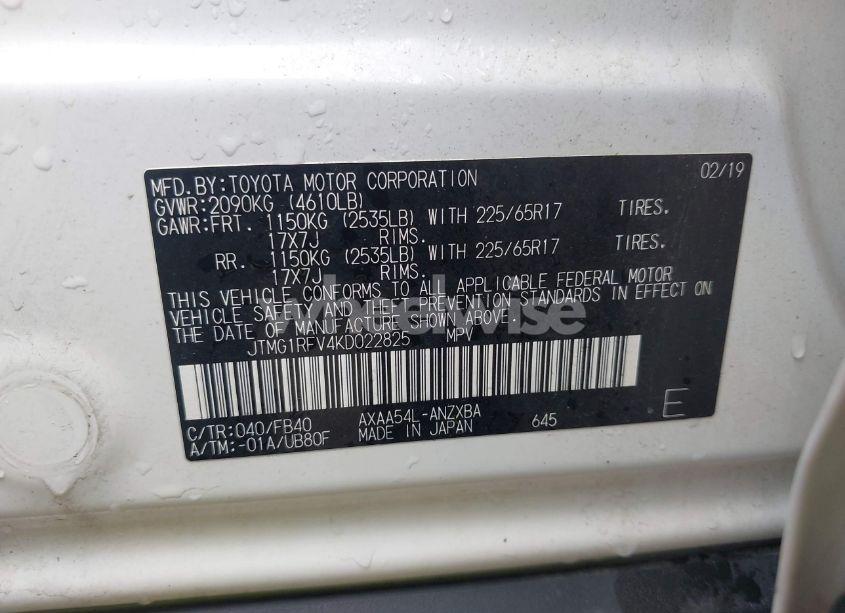 MFD.BY:TOYOTA MOTOR CORPORATION 02/19
GVWR:2090KG (4610LB)
GAWR:FRT. 1150KG (2535LB) WITH 225/65R17 TIRES.
17X7J RIMS.
RR. 1150KG (2535LB) WITH 225/65R17 TIRES.
17X7J RIMS.
THIS VEHICLE CONFORMS TO ALL APPLICABLE FEDERAL MOTOR
VEHICLE SAFETY AND THEFT PREVENTION STANDARDS IN EFFECT ON
THE DATE OF MANUFACTURE SHOWN ABOVE.
JTMG1RFV4KD022825 MPV
wheelwise
C/TR:040/FB40 AXAA54L-ANZXBA
A/TM:-01A/UB80F MADE IN JAPAN 645 E